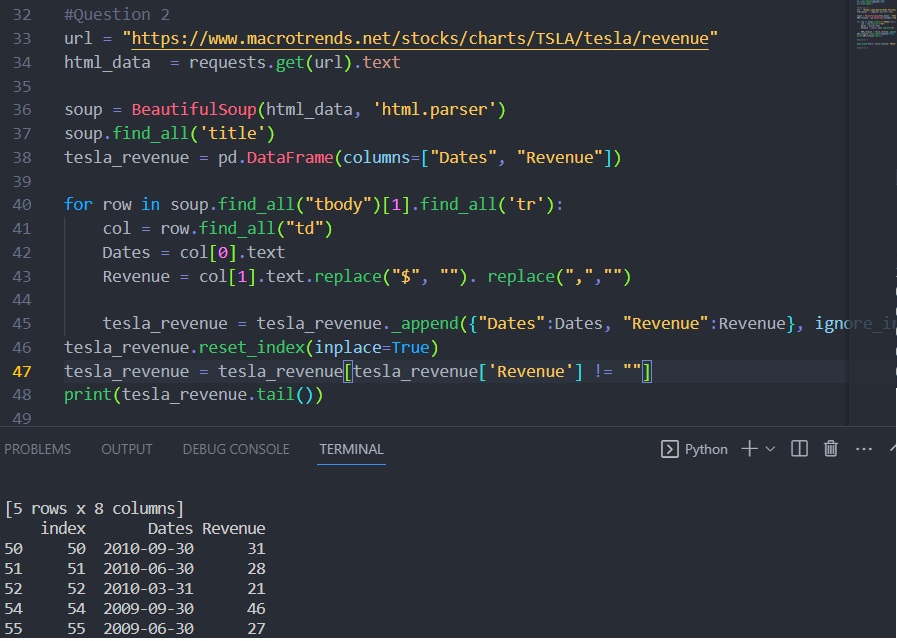 32 #Question 2
33 url = "https://www.macrotrends.net/stocks/charts/TSLA/tesla/revenue"
34 html_data  = requests.get(url).text
35
36 soup = BeautifulSoup(html_data, 'html.parser')
37 soup.find_all('title')
38 tesla_revenue = pd.DataFrame(columns=["Dates", "Revenue"])
39
40 for row in soup.find_all("tbody")[1].find_all('tr'):
41     col = row.find_all("td")
42     Dates = col[0].text
43     Revenue = col[1].text.replace("$", ""). replace(",","")
44
45     tesla_revenue = tesla_revenue._append({"Dates":Dates, "Revenue":Revenue}, ignore_i
46 tesla_revenue.reset_index(inplace=True)
47 tesla_revenue = tesla_revenue[tesla_revenue['Revenue'] != ""]
48 print(tesla_revenue.tail())
49
PROBLEMS OUTPUT DEBUG CONSOLE TERMINAL Python
[5 rows x 8 columns]
index Dates Revenue
50 50 2010-09-30 31
51 51 2010-06-30 28
52 52 2010-03-31 21
54 54 2009-09-30 46
55 55 2009-06-30 27